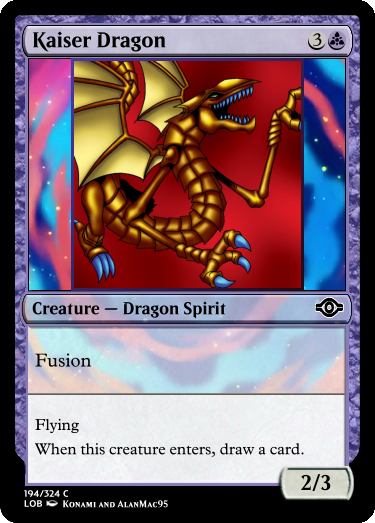 Kaiser Dragon 3
Creature — Dragon Spirit
Fusion
Flying
When this creature enters, draw a card.
2/3
194/324 C
LOB Konami and AlanMac95